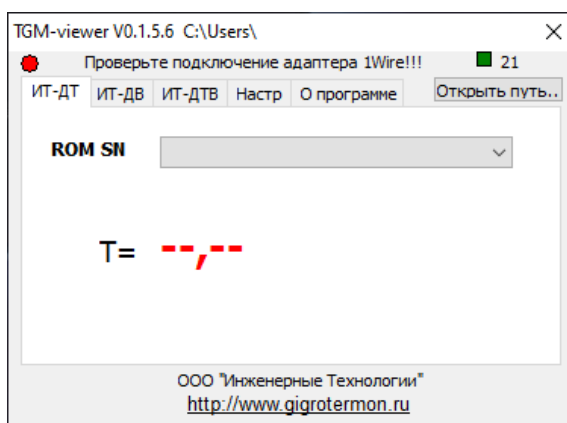 TGM-viewer V0.1.5.6 C:\Users\
Проверьте подключение адаптера 1Wire!!! 21
ИТ-ДТ ИТ-ДВ ИТ-ДТВ Настр О программе Открыть путь..
ROM SN
T= --,--
ООО "Инженерные Технологии"
http://www.gigrotermon.ru